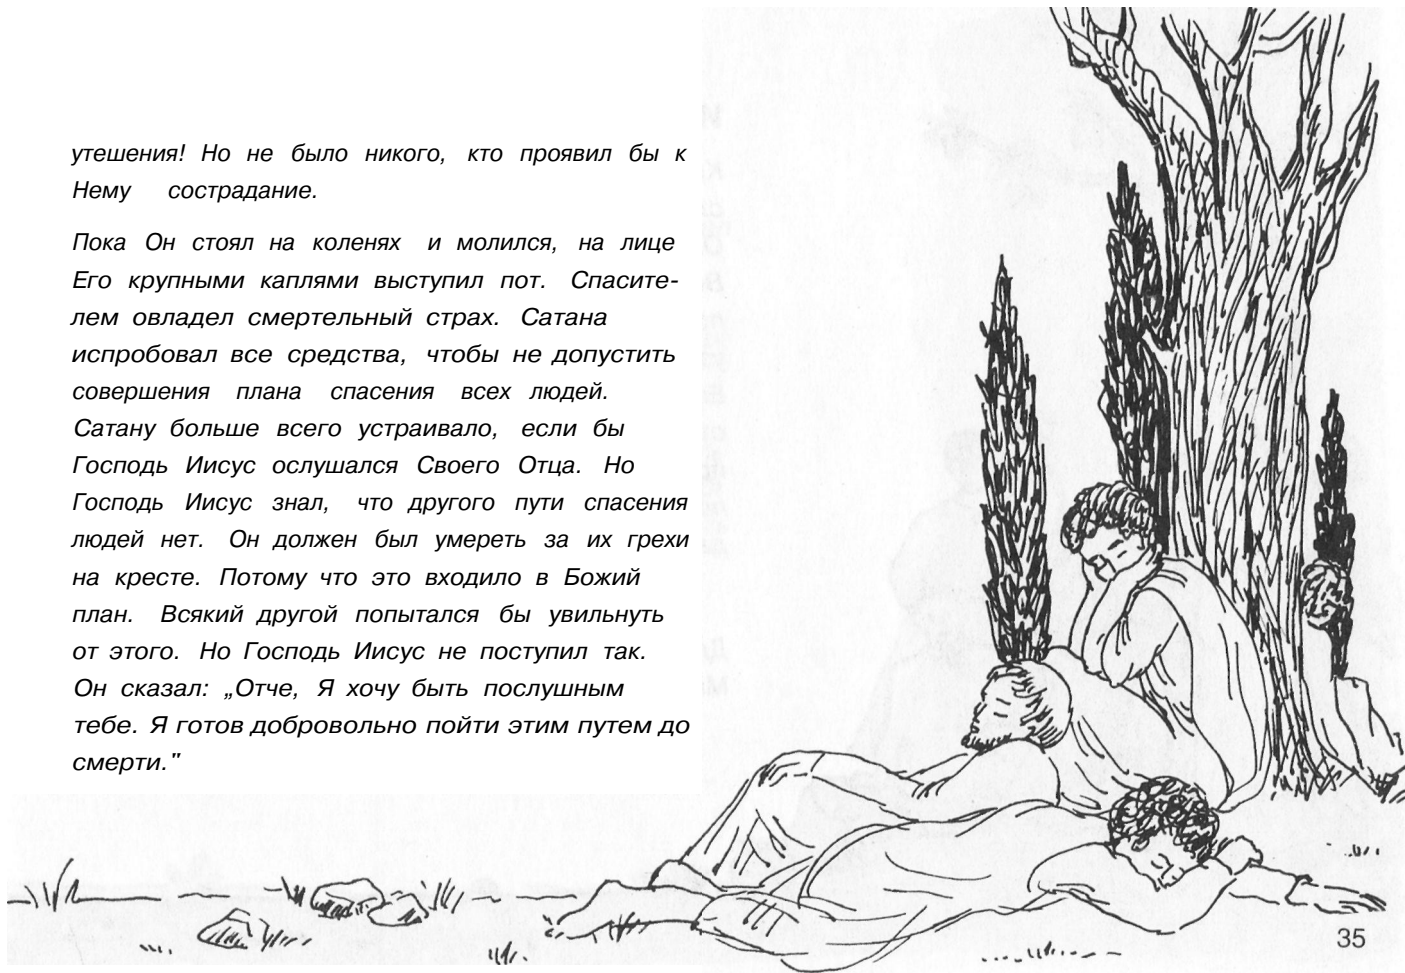 утешения! Но не было никого, кто проявил бы к
Нему сострадание.
Пока Он стоял на коленях и молился, на лице
Его крупными каплями выступил пот. Спасите-
лем овладел смертельный страх. Сатана
испробовал все средства, чтобы не допустить
совершения плана спасения всех людей.
Сатану больше всего устраивало, если бы
Господь Иисус ослушался Своего Отца. Но
Господь Иисус знал, что другого пути спасения
людей нет. Он должен был умереть за их грехи
на кресте. Потому что это входило в Божий
план. Всякий другой попытался бы увильнуть
от этого. Но Господь Иисус не поступил так.
Он сказал: „Отче, Я хочу быть послушным
тебе. Я готов добровольно пойти этим путем до
смерти."
35